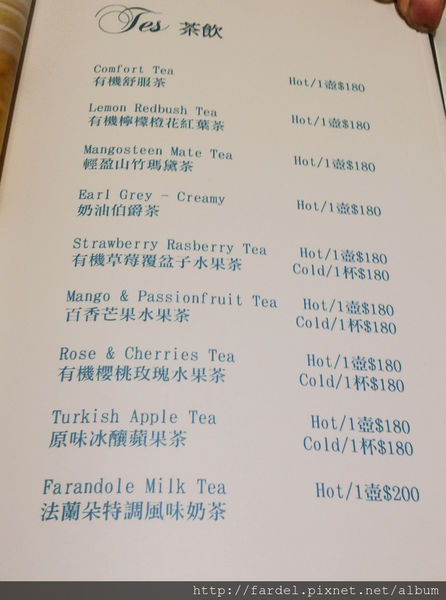 Tes 茶飲
Comfort Tea Hot/1壺$180
有機舒服茶
Lemon Redbush Tea Hot/1壺$180
有機檸檬橙花紅葉茶
Mangosteen Mate Tea Hot/1壺$180
輕盈山竹瑪黛茶
Earl Grey - Creamy Hot/1壺$180
奶油伯爵茶
Strawberry Rasberry Tea Hot/1壺$180
有機草莓覆盆子水果茶 Cold/1杯$180
Mango & Passionfruit Tea Hot/1壺$180
百香芒果水果茶 Cold/1杯$180
Rose & Cherries Tea Hot/1壺$180
有機櫻桃玫瑰水果茶 Cold/1杯$180
Turkish Apple Tea Hot/1壺$180
原味冰釀蘋果茶 Cold/1杯$180
Farandole Milk Tea Hot/1壺$200
法蘭朵特調風味奶茶
http://fardel.pixnet.net/album